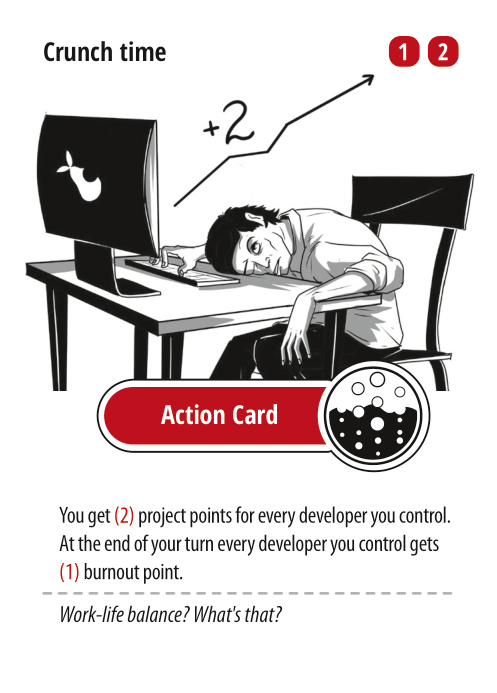 Crunch time
1 2
+2
Action Card
You get (2) project points for every developer you control.
At the end of your turn every developer you control gets
(1) burnout point.
Work-life balance? What's that?